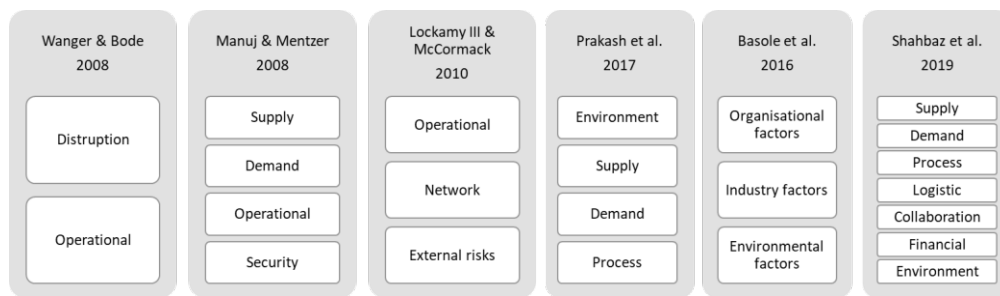 Wanger & Bode
2008
Distruption
Operational
Manuj & Mentzer
2008
Supply
Demand
Operational
Security
Lockamy III &
McCormack
2010
Operational
Network
External risks
Prakash et al.
2017
Environment
Supply
Demand
Process
Basole et al.
2016
Organisational
factors
Industry factors
Environmental
factors
Shahbaz et al.
2019
Supply
Demand
Process
Logistic
Collaboration
Financial
Environment